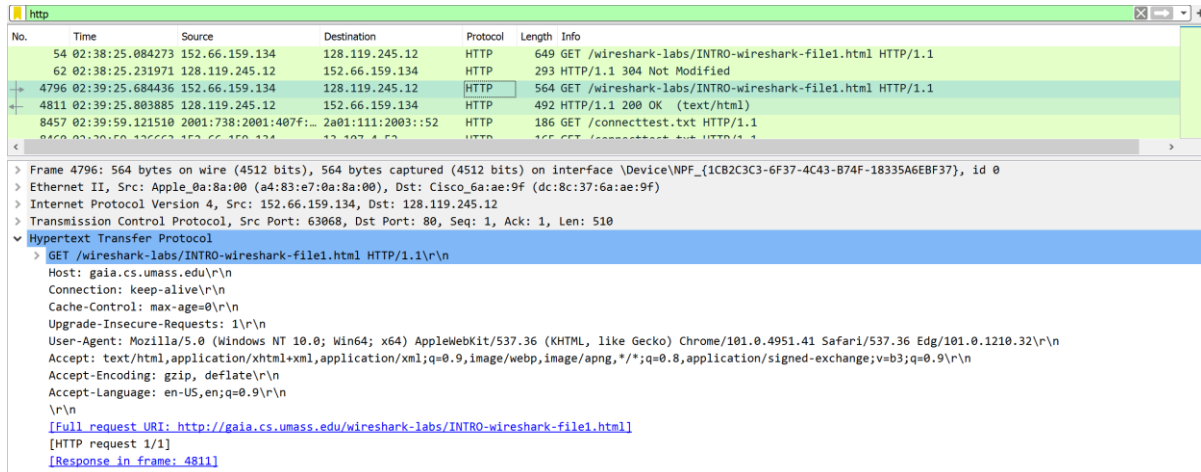 http
No. Time Source Destination Protocol Length Info
54 02:38:25.084273 152.66.159.134 128.119.245.12 HTTP 649 GET /wireshark-labs/INTRO-wireshark-file1.html HTTP/1.1
62 02:38:25.231971 128.119.245.12 152.66.159.134 HTTP 293 HTTP/1.1 304 Not Modified
4796 02:39:25.684436 152.66.159.134 128.119.245.12 HTTP 564 GET /wireshark-labs/INTRO-wireshark-file1.html HTTP/1.1
4811 02:39:25.803885 128.119.245.12 152.66.159.134 HTTP 492 HTTP/1.1 200 OK (text/html)
8457 02:39:59.121510 2001:738:2001:407f:… 2a01:111:2003::52 HTTP 186 GET /connecttest.txt HTTP/1.1
> Frame 4796: 564 bytes on wire (4512 bits), 564 bytes captured (4512 bits) on interface \Device\NPF_{1CB2C3C3-6F37-4C43-B74F-18335A6EBF37}, id 0
> Ethernet II, Src: Apple_0a:8a:00 (a4:83:e7:0a:8a:00), Dst: Cisco_6a:ae:9f (dc:8c:37:6a:ae:9f)
> Internet Protocol Version 4, Src: 152.66.159.134, Dst: 128.119.245.12
> Transmission Control Protocol, Src Port: 63068, Dst Port: 80, Seq: 1, Ack: 1, Len: 510
Hypertext Transfer Protocol
> GET /wireshark-labs/INTRO-wireshark-file1.html HTTP/1.1\r\n
Host: gaia.cs.umass.edu\r\n
Connection: keep-alive\r\n
Cache-Control: max-age=0\r\n
Upgrade-Insecure-Requests: 1\r\n
User-Agent: Mozilla/5.0 (Windows NT 10.0; Win64; x64) AppleWebKit/537.36 (KHTML, like Gecko) Chrome/101.0.4951.41 Safari/537.36 Edg/101.0.1210.32\r\n
Accept: text/html,application/xhtml+xml,application/xml;q=0.9,image/webp,image/apng,*/*;q=0.8,application/signed-exchange;v=b3;q=0.9\r\n
Accept-Encoding: gzip, deflate\r\n
Accept-Language: en-US,en;q=0.9\r\n
\r\n
[Full request URI: http://gaia.cs.umass.edu/wireshark-labs/INTRO-wireshark-file1.html]
[HTTP request 1/1]
[Response in frame: 4811]